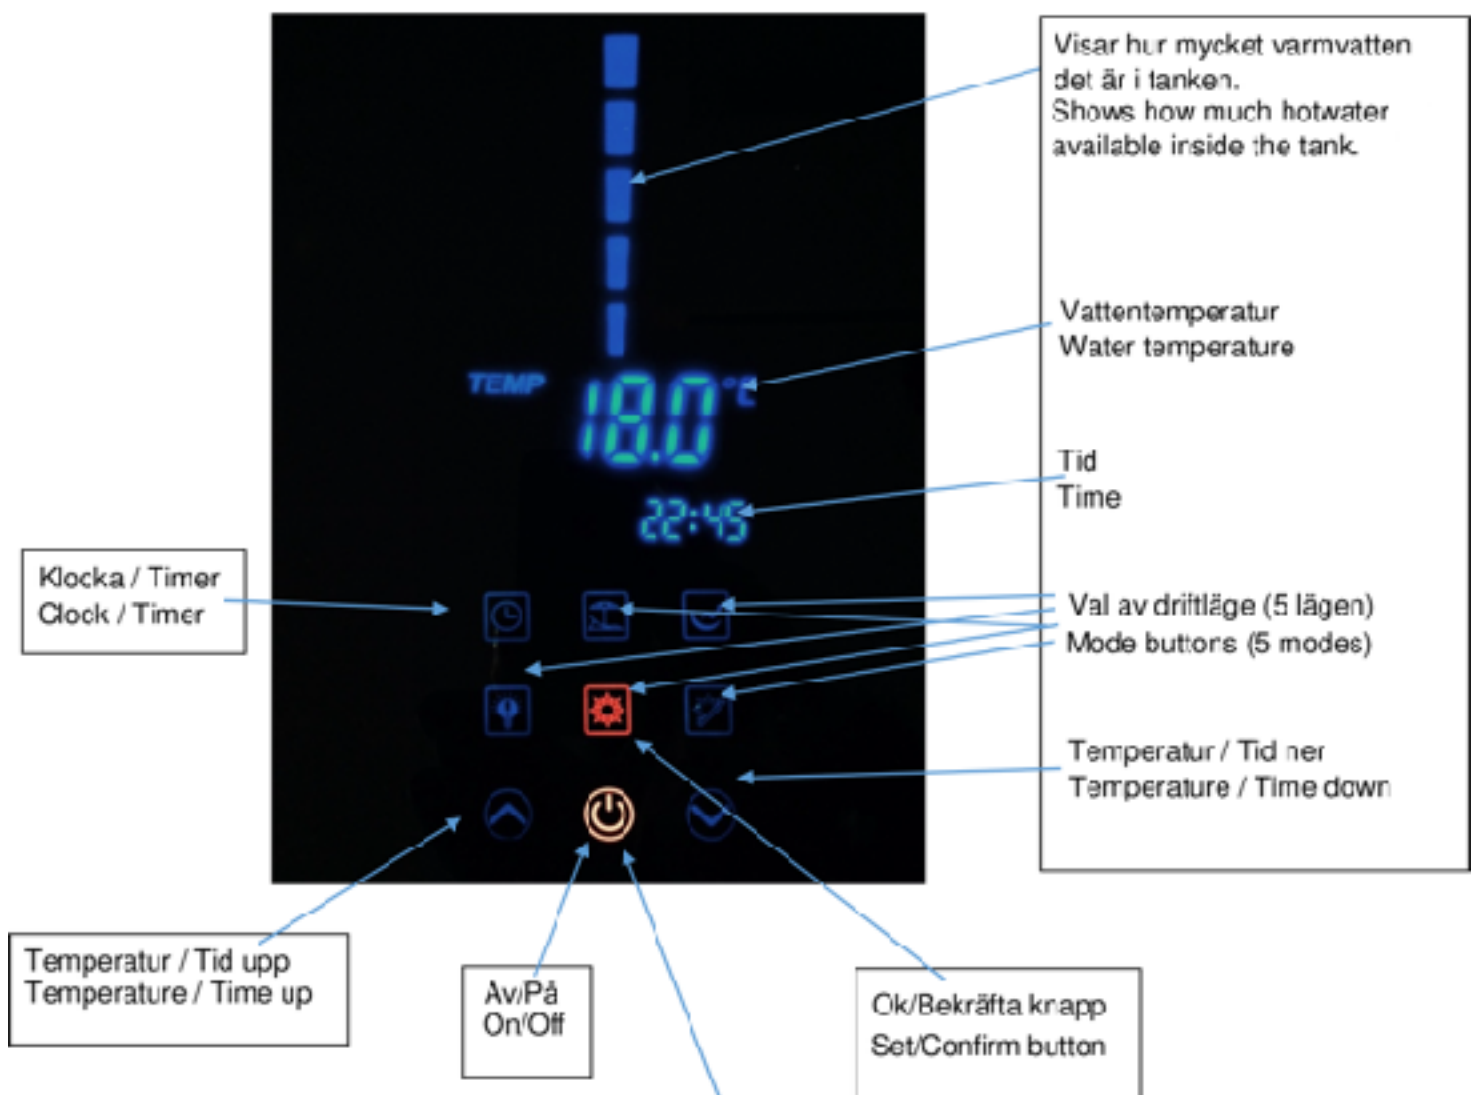 Visar hur mycket varmvatten
det är i tanken.
Shows how much hotwater
available inside the tank.
Vattentemperatur
Water temperature
TEMP
18.0 °C
Tid
Time
22:45
Klocka / Timer
Clock / Timer
Val av driftläge (5 lägen)
Mode buttons (5 modes)
Temperatur / Tid ner
Temperature / Time down
Temperatur / Tid upp
Temperature / Time up
Av/På
On/Off
Ok/Bekräfta knapp
Set/Confirm button